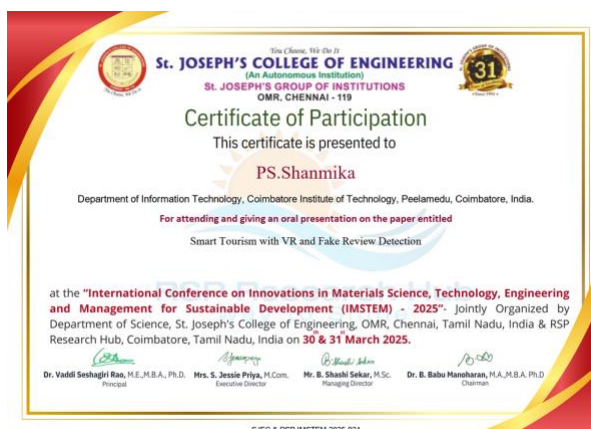 You Choose, We Do It
St. JOSEPH'S COLLEGE OF ENGINEERING
(An Autonomous Institution)
St. JOSEPH'S GROUP OF INSTITUTIONS
OMR, CHENNAI - 119
31
Certificate of Participation
This certificate is presented to
PS.Shanmika
Department of Information Technology, Coimbatore Institute of Technology, Peelamedu, Coimbatore, India.
For attending and giving an oral presentation on the paper entitled
Smart Tourism with VR and Fake Review Detection
RSP Research Hub
at the "International Conference on Innovations in Materials Science, Technology, Engineering
and Management for Sustainable Development (IMSTEM) - 2025"- Jointly Organized by
Department of Science, St. Joseph's College of Engineering, OMR, Chennai, Tamil Nadu, India & RSP
Research Hub, Coimbatore, Tamil Nadu, India on 30th & 31st March 2025.
Dr. Vaddi Seshagiri Rao, M.E.,M.B.A., Ph.D. Mrs. S. Jessie Priya, M.Com. Mr. B. Shashi Sekar, M.Sc. Dr. B. Babu Manoharan, M.A.,M.B.A. Ph.D
Principal Executive Director Managing Director Chairman